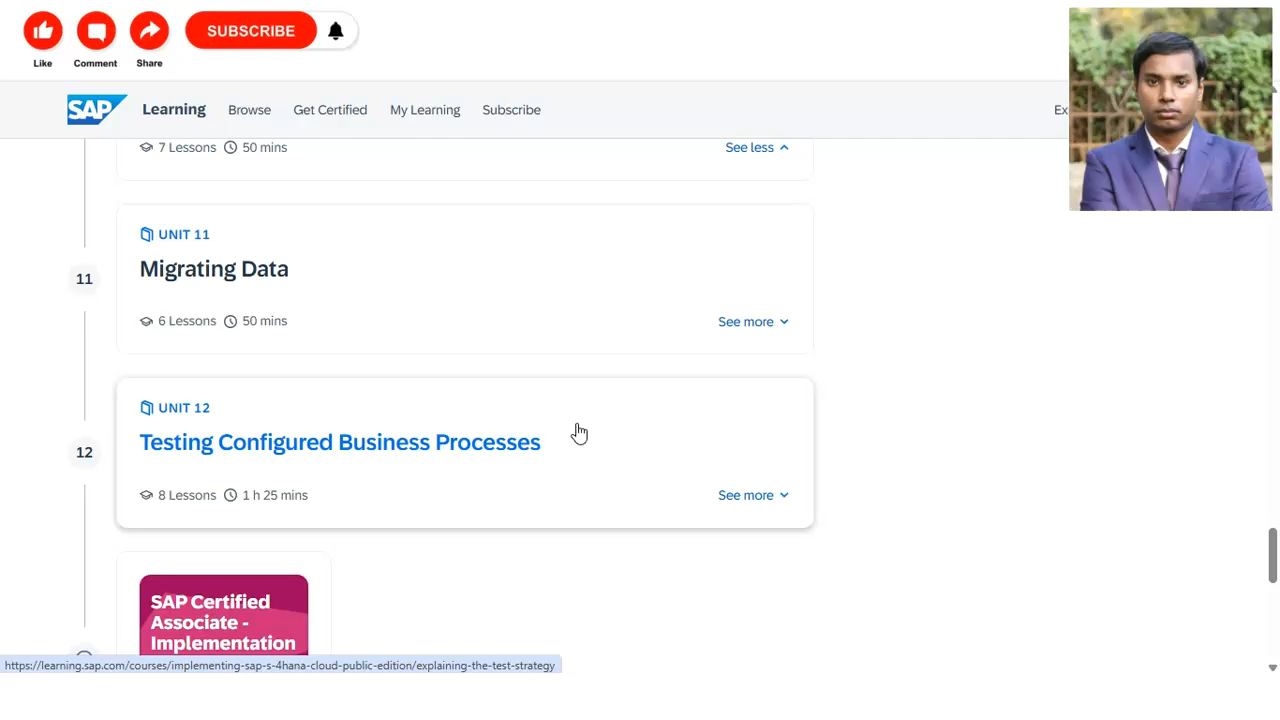 SUBSCRIBE
Like Comment Share
SAP Learning Browse Get Certified My Learning Subscribe Ex
7 Lessons 50 mins See less
UNIT 11
11 Migrating Data
6 Lessons 50 mins See more
UNIT 12
12 Testing Configured Business Processes
8 Lessons 1 h 25 mins See more
SAP Certified
Associate -
Implementation
https://learning.sap.com/courses/implementing-sap-s-4hana-cloud-public-edition/explaining-the-test-strategy